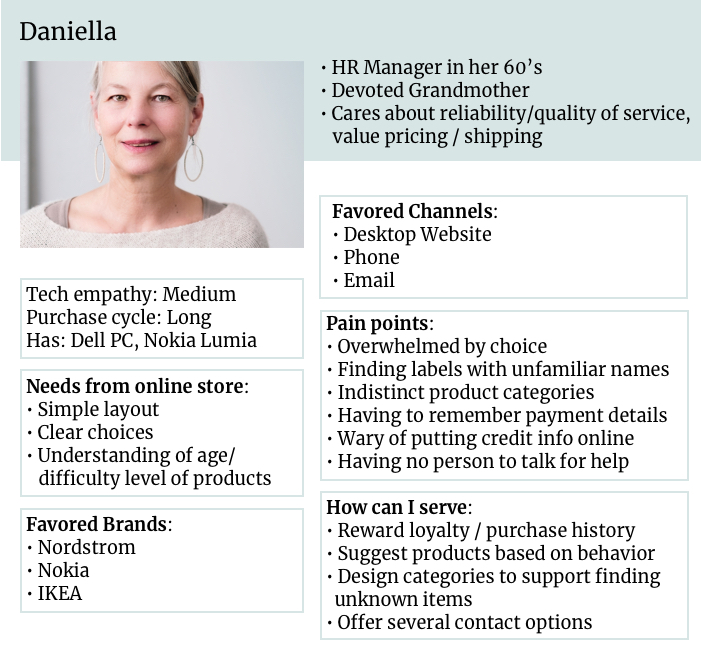 Daniella
• HR Manager in her 60’s
• Devoted Grandmother
• Cares about reliability/quality of service,
value pricing / shipping
Favored Channels:
• Desktop Website
• Phone
• Email
Tech empathy: Medium
Purchase cycle: Long
Has: Dell PC, Nokia Lumia
Pain points:
• Overwhelmed by choice
• Finding labels with unfamiliar names
• Indistinct product categories
• Having to remember payment details
• Wary of putting credit info online
• Having no person to talk for help
Needs from online store:
• Simple layout
• Clear choices
• Understanding of age/
difficulty level of products
How can I serve:
• Reward loyalty / purchase history
• Suggest products based on behavior
• Design categories to support finding
unknown items
• Offer several contact options
Favored Brands:
• Nordstrom
• Nokia
• IKEA